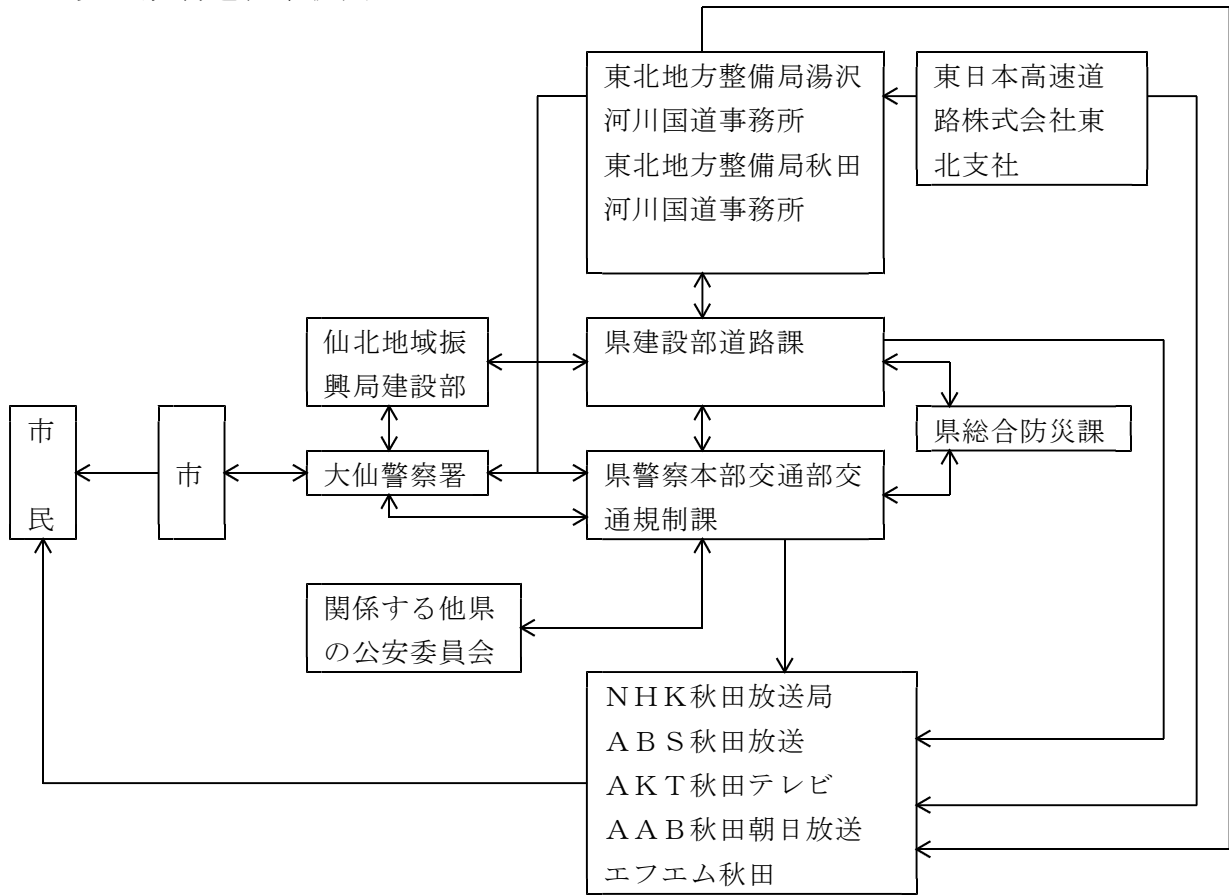 東北地方整備局湯沢
河川国道事務所
東北地方整備局秋田
河川国道事務所
東日本高速道
路株式会社東
北支社
仙北地域振
興局建設部
県建設部道路課
県総合防災課
市
民
市
大仙警察署
県警察本部交通部交
通規制課
関係する他県
の公安委員会
ＮＨＫ秋田放送局
ＡＢＳ秋田放送
ＡＫＴ秋田テレビ
ＡＡＢ秋田朝日放送
エフエム秋田